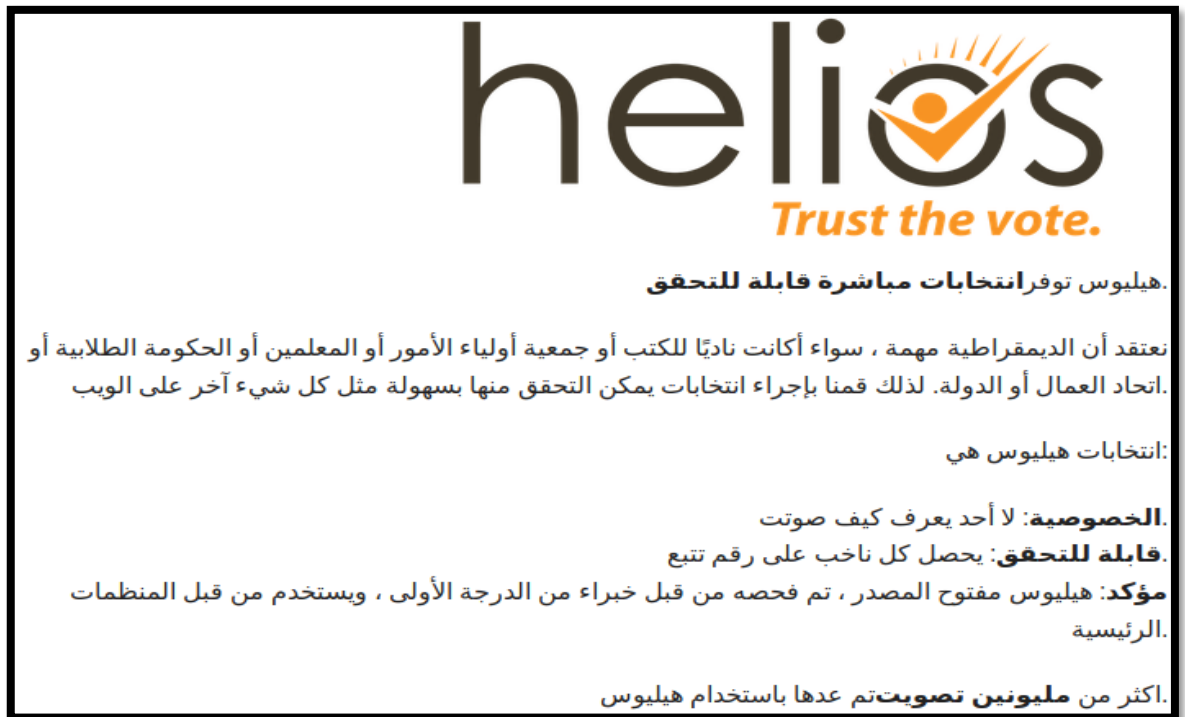 helios
Trust the vote.
هيليوس توفرانتخابات مباشرة قابلة للتحقق.
نعتقد أن الديمقراطية مهمة ، سواء أكانت ناديًا للكتب أو جمعية أولياء الأمور أو المعلمين أو الحكومة الطلابية أو
اتحاد العمال أو الدولة. لذلك قمنا بإجراء انتخابات يمكن التحقق منها بسهولة مثل كل شيء آخر على الويب.
انتخابات هيليوس هي:
الخصوصية: لا أحد يعرف كيف صوتت.
قابلة للتحقق: يحصل كل ناخب على رقم تتبع.
مؤكد: هيليوس مفتوح المصدر ، تم فحصه من قبل خبراء من الدرجة الأولى ، ويستخدم من قبل المنظمات
الرئيسية.
اكثر من مليونين تصويتتم عدها باستخدام هيليوس.